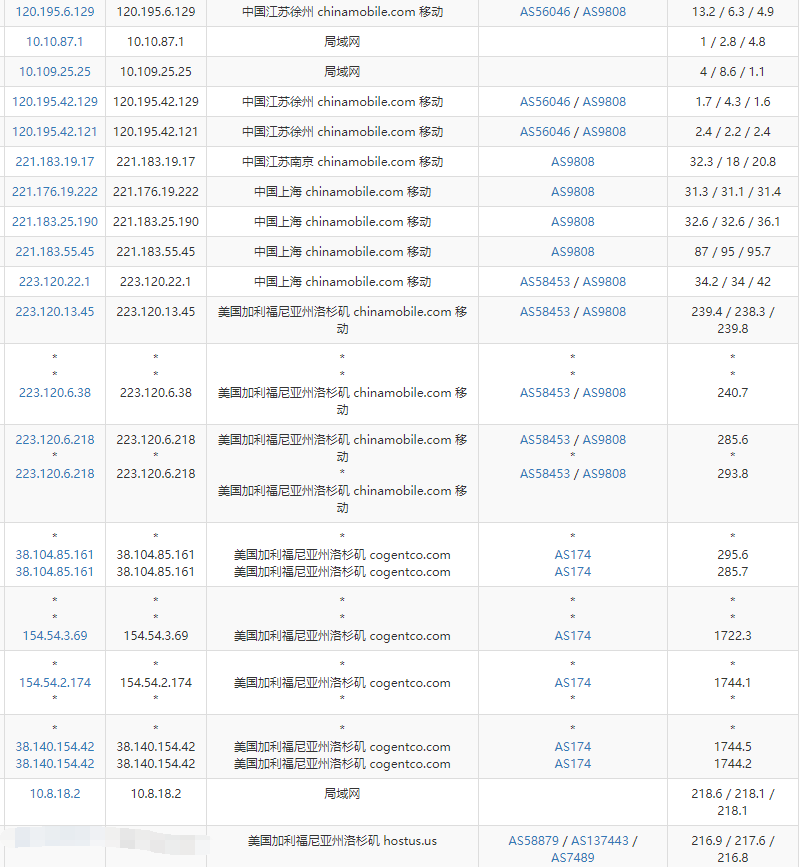 120.195.6.129 120.195.6.129 中国江苏徐州 chinamobile.com 移动 AS56046 / AS9808 13.2 / 6.3 / 4.9
10.10.87.1 10.10.87.1 局域网 1 / 2.8 / 4.8
10.109.25.25 10.109.25.25 局域网 4 / 8.6 / 1.1
120.195.42.129 120.195.42.129 中国江苏徐州 chinamobile.com 移动 AS56046 / AS9808 1.7 / 4.3 / 1.6
120.195.42.121 120.195.42.121 中国江苏徐州 chinamobile.com 移动 AS56046 / AS9808 2.4 / 2.2 / 2.4
221.183.19.17 221.183.19.17 中国江苏南京 chinamobile.com 移动 AS9808 32.3 / 18 / 20.8
221.176.19.222 221.176.19.222 中国上海 chinamobile.com 移动 AS9808 31.3 / 31.1 / 31.4
221.183.25.190 221.183.25.190 中国上海 chinamobile.com 移动 AS9808 32.6 / 32.6 / 36.1
221.183.55.45 221.183.55.45 中国上海 chinamobile.com 移动 AS9808 87 / 95 / 95.7
223.120.22.1 223.120.22.1 中国上海 chinamobile.com 移动 AS58453 / AS9808 34.2 / 34 / 42
223.120.13.45 223.120.13.45 美国加利福尼亚州洛杉矶 chinamobile.com 移 AS58453 / AS9808 239.4 / 238.3 /
动 239.8
* * * * *
* * * * *
223.120.6.38 223.120.6.38 美国加利福尼亚州洛杉矶 chinamobile.com 移 AS58453 / AS9808 240.7
动
223.120.6.218 223.120.6.218 美国加利福尼亚州洛杉矶 chinamobile.com 移 AS58453 / AS9808 285.6
* * 动 * *
223.120.6.218 223.120.6.218 * AS58453 / AS9808 293.8
美国加利福尼亚州洛杉矶 chinamobile.com 移
动
* * * * *
38.104.85.161 38.104.85.161 美国加利福尼亚州洛杉矶 cogentco.com AS174 295.6
38.104.85.161 38.104.85.161 美国加利福尼亚州洛杉矶 cogentco.com AS174 285.7
* * * * *
* * * * *
154.54.3.69 154.54.3.69 美国加利福尼亚州洛杉矶 cogentco.com AS174 1722.3
* * * * *
154.54.2.174 154.54.2.174 美国加利福尼亚州洛杉矶 cogentco.com AS174 1744.1
* * * * *
* * * * *
38.140.154.42 38.140.154.42 美国加利福尼亚州洛杉矶 cogentco.com AS174 1744.5
38.140.154.42 38.140.154.42 美国加利福尼亚州洛杉矶 cogentco.com AS174 1744.2
10.8.18.2 10.8.18.2 局域网 218.6 / 218.1 /
218.1
美国加利福尼亚州洛杉矶 hostus.us AS58879 / AS137443 / 216.9 / 217.6 /
AS7489 216.8